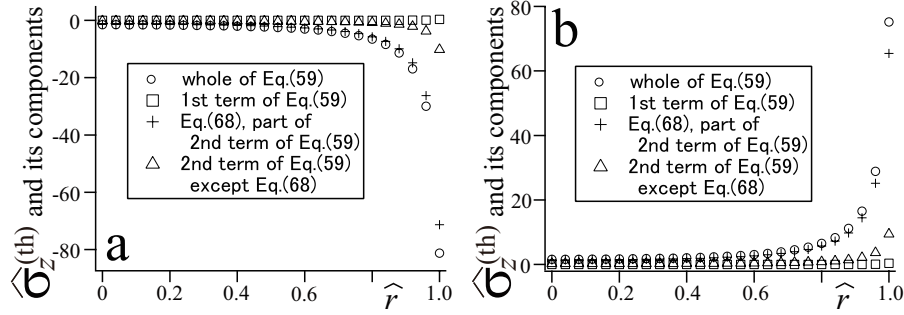 0
-20
-40
-60
-80
σ̂z(th) and its components
whole of Eq.(59)
1st term of Eq.(59)
Eq.(68), part of
2nd term of Eq.(59)
2nd term of Eq.(59)
except Eq.(68)
a
0 0.2 0.4 0.6 r̂ 1.0
80
60
40
20
0
σ̂z(th) and its components
b
whole of Eq.(59)
1st term of Eq.(59)
Eq.(68), part of
2nd term of Eq.(59)
2nd term of Eq.(59)
except Eq.(68)
0 0.2 0.4 0.6 r̂ 1.0